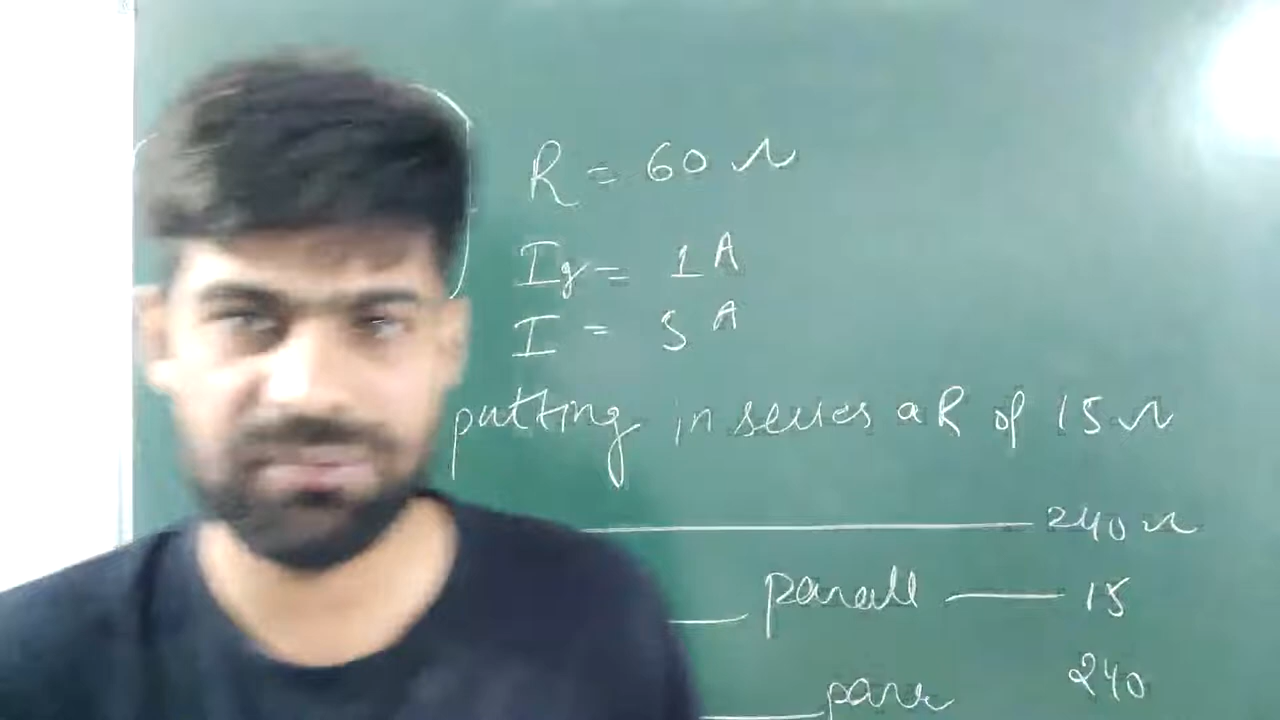 R = 60 Ω
Ig = 1 A
I = 5 A
putting in series a R of 15 Ω
240 Ω
parall 15
240